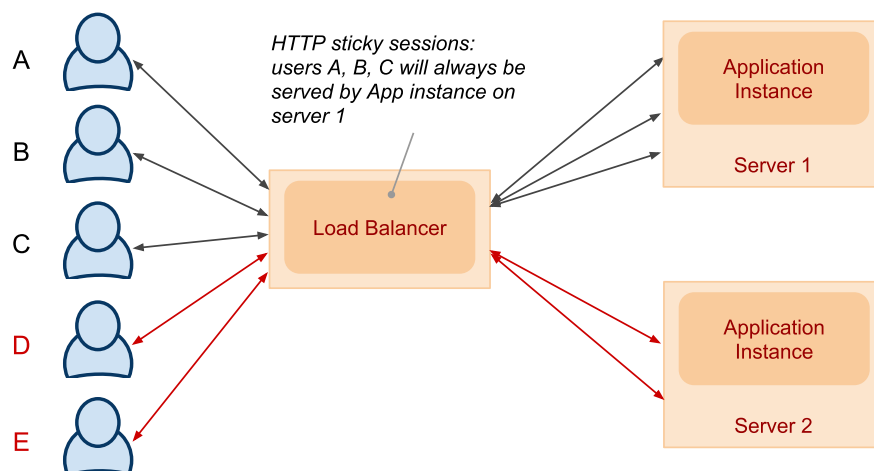 A
B
C
D
E
HTTP sticky sessions:
users A, B, C will always be
served by App instance on
server 1
Load Balancer
Application
Instance
Server 1
Application
Instance
Server 2